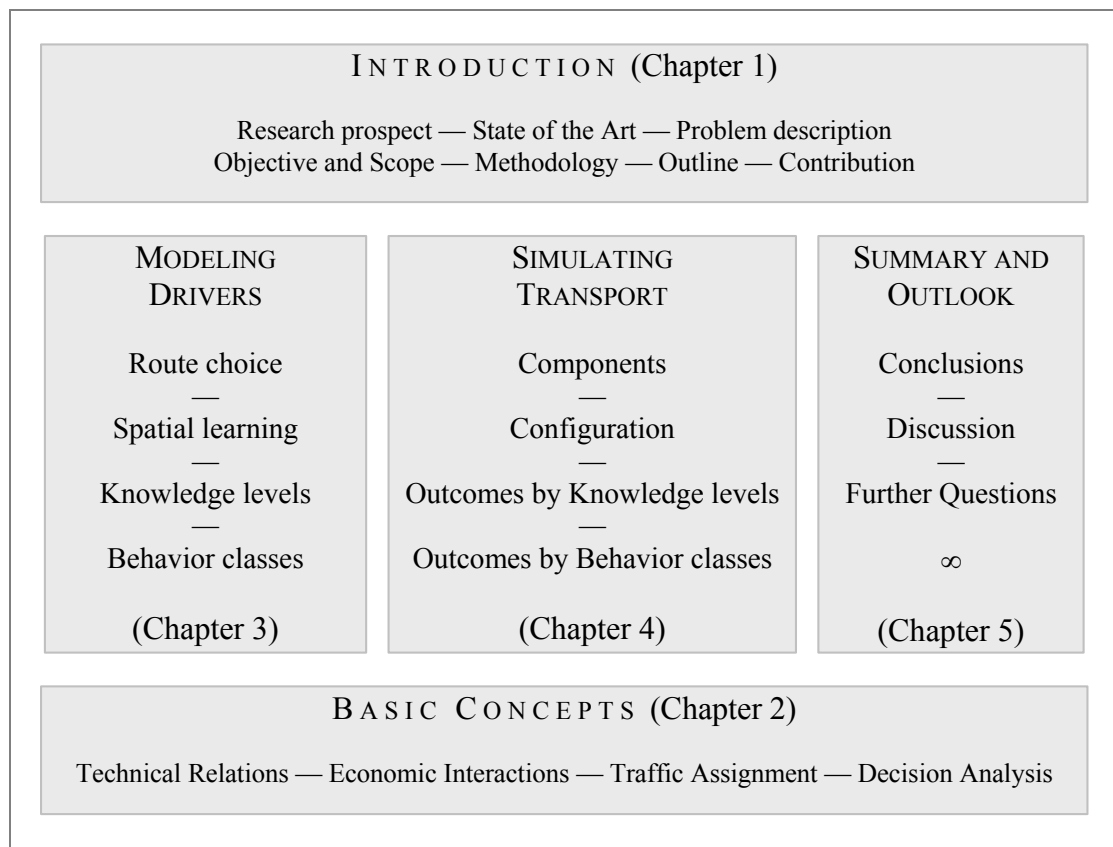 INTRODUCTION (Chapter 1)
Research prospect — State of the Art — Problem description
Objective and Scope — Methodology — Outline — Contribution
MODELING
DRIVERS
Route choice
—
Spatial learning
—
Knowledge levels
—
Behavior classes
(Chapter 3)
SIMULATING
TRANSPORT
Components
—
Configuration
—
Outcomes by Knowledge levels
—
Outcomes by Behavior classes
(Chapter 4)
SUMMARY AND
OUTLOOK
Conclusions
—
Discussion
—
Further Questions
∞
(Chapter 5)
BASIC CONCEPTS (Chapter 2)
Technical Relations — Economic Interactions — Traffic Assignment — Decision Analysis